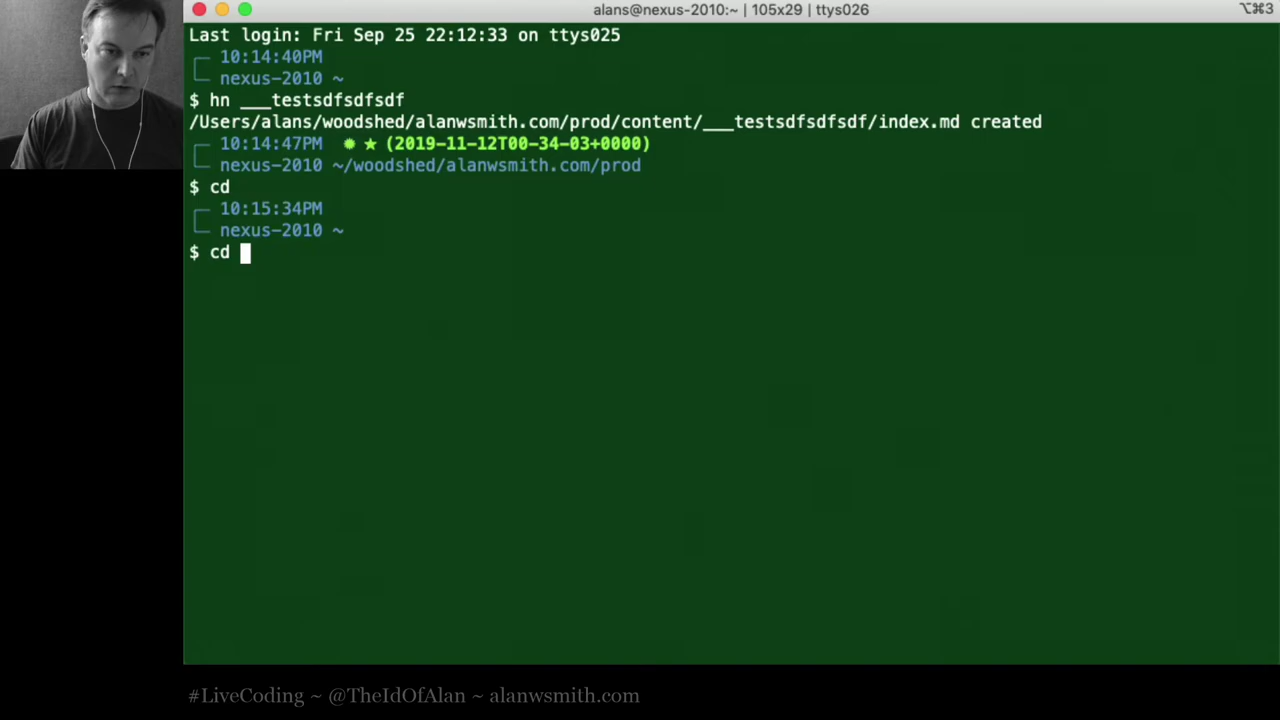 alans@nexus-2010:~ | 105x29 | ttys026
⌥⌘3
Last login: Fri Sep 25 22:12:33 on ttys025
10:14:40PM
nexus-2010 ~
$ hn ___testsdfsdfsdf
/Users/alans/woodshed/alanwsmith.com/prod/content/___testsdfsdfsdf/index.md created
10:14:47PM ✹ ★ (2019-11-12T00-34-03+0000)
nexus-2010 ~/woodshed/alanwsmith.com/prod
$ cd
10:15:34PM
nexus-2010 ~
$ cd
#LiveCoding ~ @TheIdOfAlan ~ alanwsmith.com